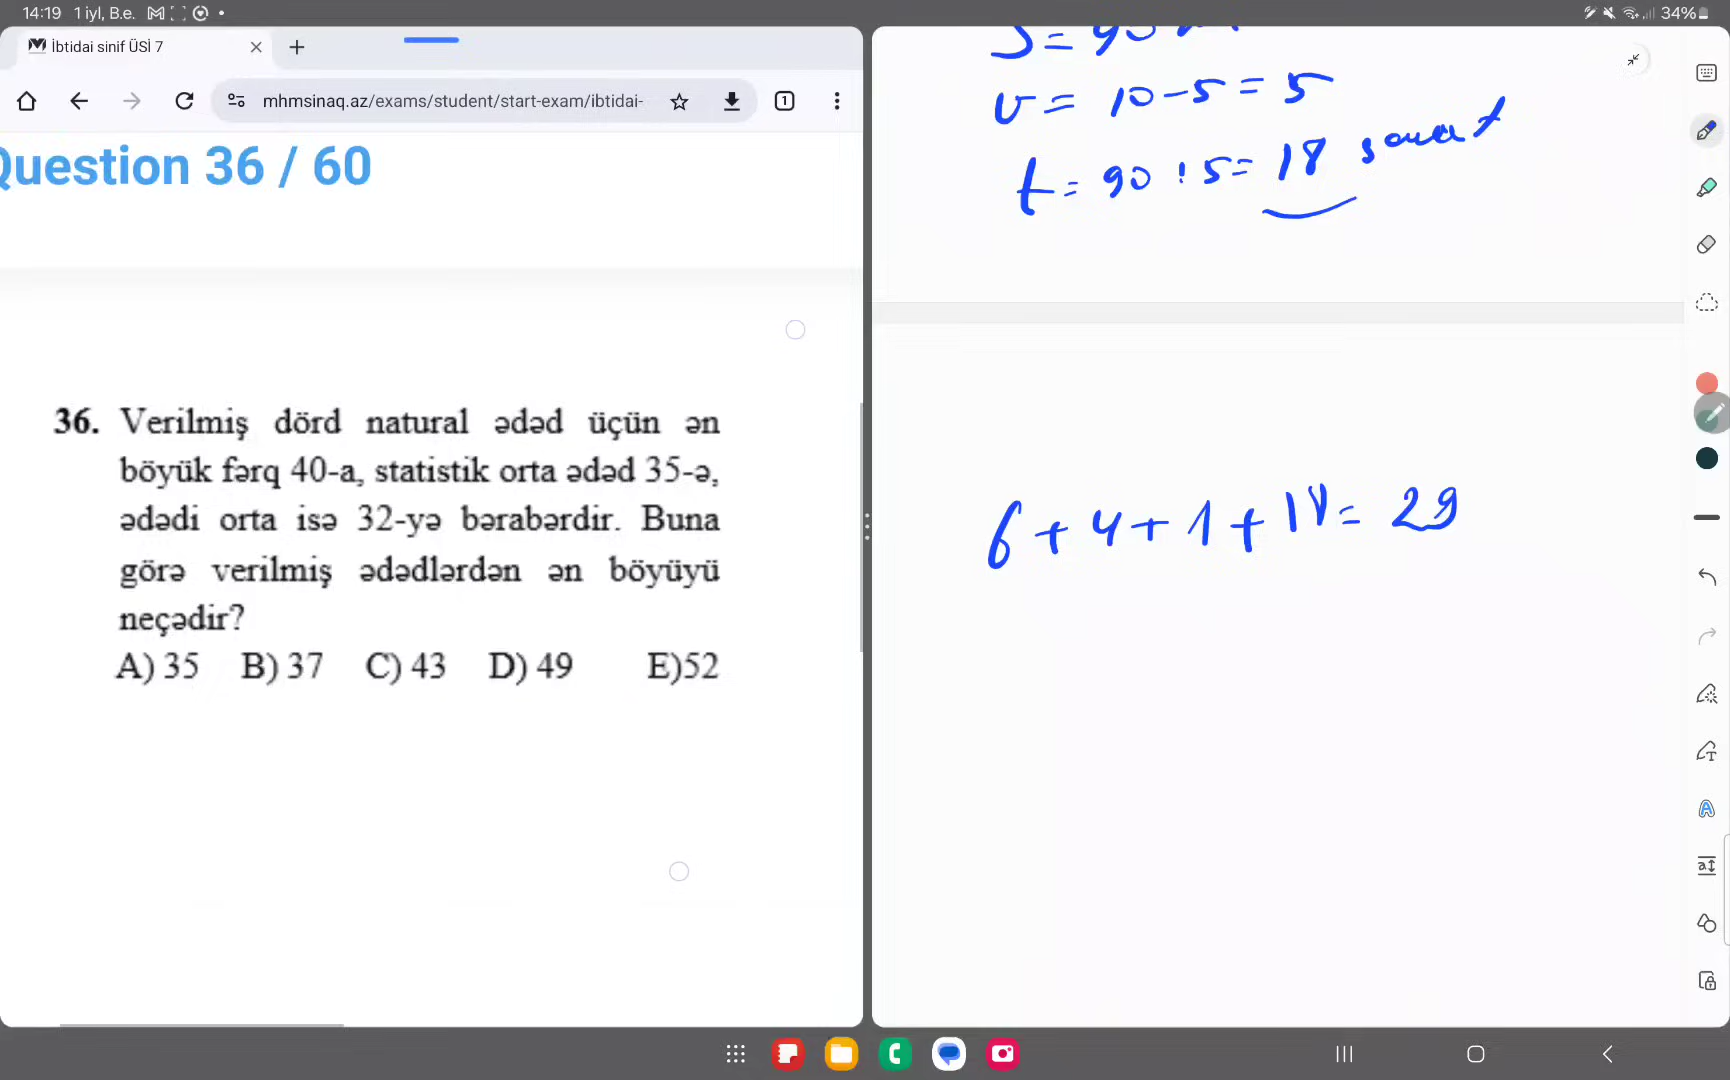 14:19 1 iyl, B.e.
34%
İbtidai sinif ÜSİ 7
mhmsinaq.az/exams/student/start-exam/ibtidai-
1
Question 36 / 60
36. Verilmiş dörd natural ədəd üçün ən
böyük fərq 40-a, statistik orta ədəd 35-ə,
ədədi orta isə 32-yə bərabərdir. Buna
görə verilmiş ədədlərdən ən böyüyü
neçədir?
A) 35 B) 37 C) 43 D) 49 E)52
S = 90
v = 10 - 5 = 5
t = 90 : 5 = 18 saat
6 + 4 + 1 + 18 = 29